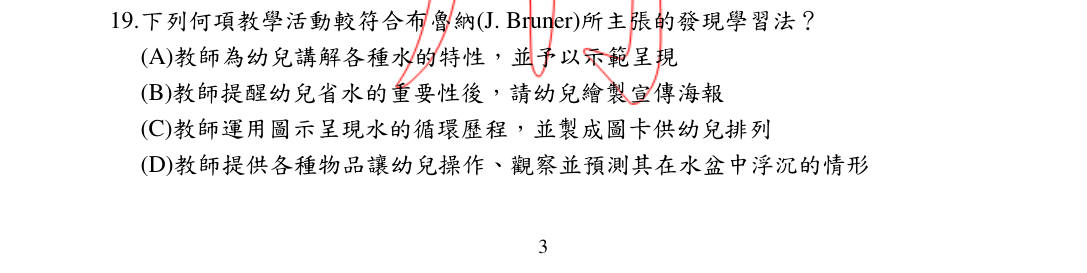 19.下列何項教學活動較符合布魯納(J. Bruner)所主張的發現學習法？
(A)教師為幼兒講解各種水的特性，並予以示範呈現
(B)教師提醒幼兒省水的重要性後，請幼兒繪製宣傳海報
(C)教師運用圖示呈現水的循環歷程，並製成圖卡供幼兒排列
(D)教師提供各種物品讓幼兒操作、觀察並預測其在水盆中浮沉的情形
3